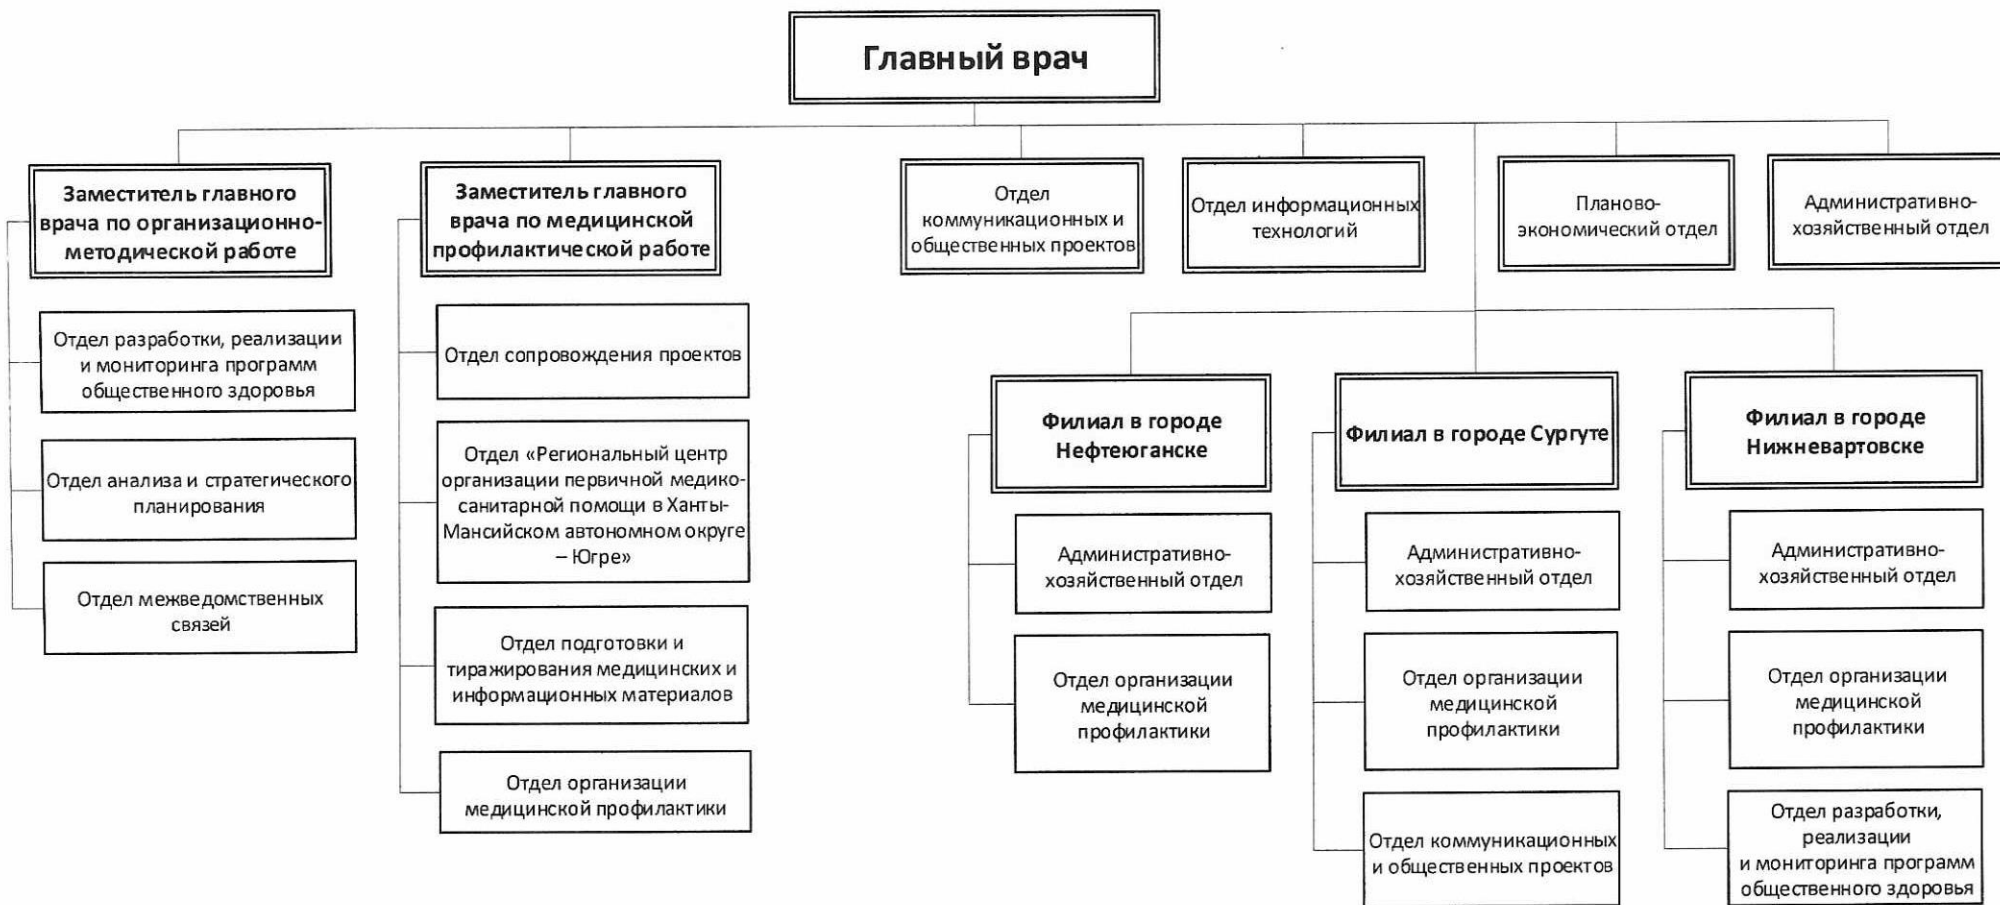 Главный врач
Заместитель главного
врача по организационно-
методической работе
Заместитель главного
врача по медицинской
профилактической работе
Отдел
коммуникационных и
общественных проектов
Отдел информационных
технологий
Планово-
экономический отдел
Административно-
хозяйственный отдел
Отдел разработки, реализации
и мониторинга программ
общественного здоровья
Отдел анализа и стратегического
планирования
Отдел межведомственных
связей
Отдел сопровождения проектов
Отдел «Региональный центр
организации первичной медико-
санитарной помощи в Ханты-
Мансийском автономном округе
– Югре»
Отдел подготовки и
тиражирования медицинских и
информационных материалов
Отдел организации
медицинской профилактики
Филиал в городе
Нефтеюганске
Административно-
хозяйственный отдел
Отдел организации
медицинской
профилактики
Филиал в городе Сургуте
Административно-
хозяйственный отдел
Отдел организации
медицинской
профилактики
Отдел коммуникационных
и общественных проектов
Филиал в городе
Нижневартовске
Административно-
хозяйственный отдел
Отдел организации
медицинской
профилактики
Отдел разработки,
реализации
и мониторинга программ
общественного здоровья